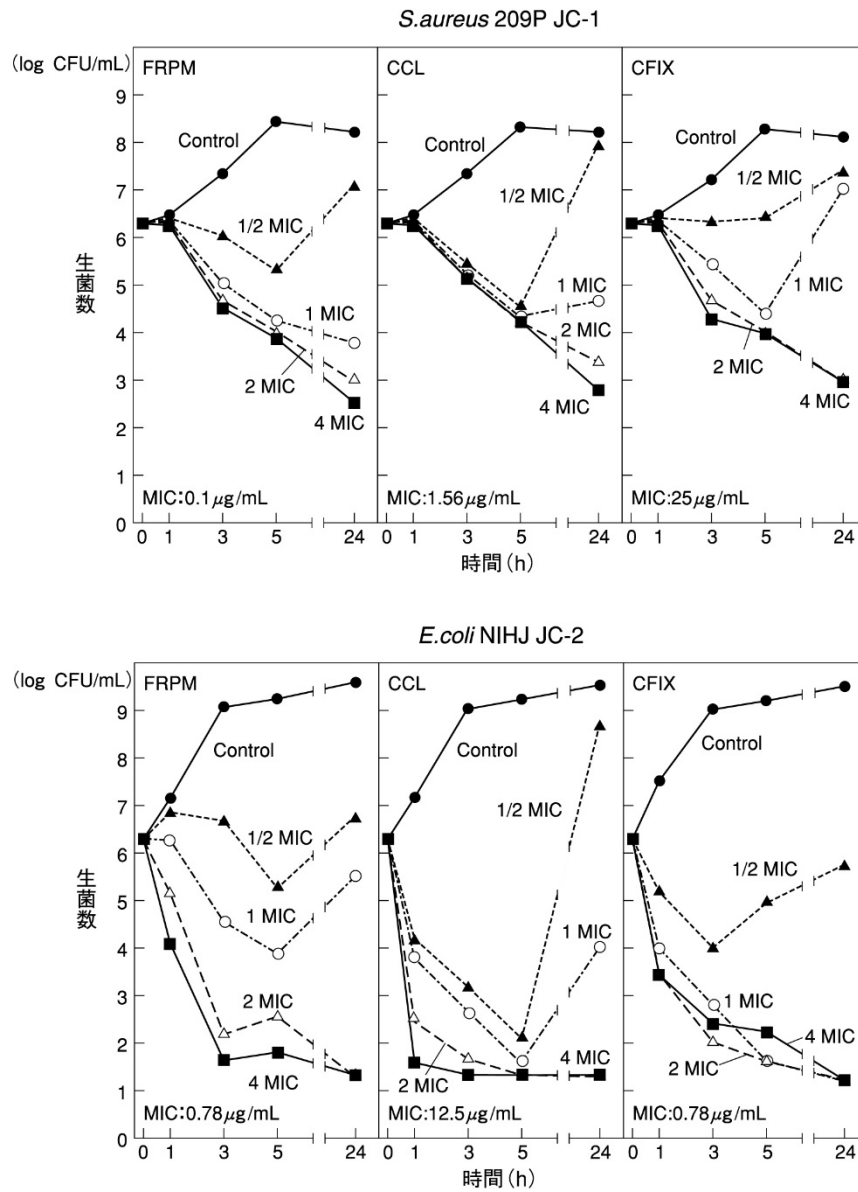 S.aureus 209P JC-1
(log CFU/mL)
FRPM
CCL
CFIX
9
8
7
6
5
4
3
2
1
0
生菌数
Control
1/2 MIC
1 MIC
2 MIC
4 MIC
MIC:0.1μg/mL
Control
1/2 MIC
1 MIC
2 MIC
4 MIC
MIC:1.56μg/mL
Control
1/2 MIC
1 MIC
2 MIC
4 MIC
MIC:25μg/mL
0 1 3 5 24
0 1 3 5 24
0 1 3 5 24
時間(h)
E.coli NIHJ JC-2
(log CFU/mL)
FRPM
CCL
CFIX
9
8
7
6
5
4
3
2
1
0
生菌数
Control
1/2 MIC
1 MIC
2 MIC
4 MIC
MIC:0.78μg/mL
Control
1/2 MIC
1 MIC
4 MIC
2 MIC
MIC:12.5μg/mL
Control
1/2 MIC
1 MIC
4 MIC
2 MIC
MIC:0.78μg/mL
0 1 3 5 24
0 1 3 5 24
0 1 3 5 24
時間(h)